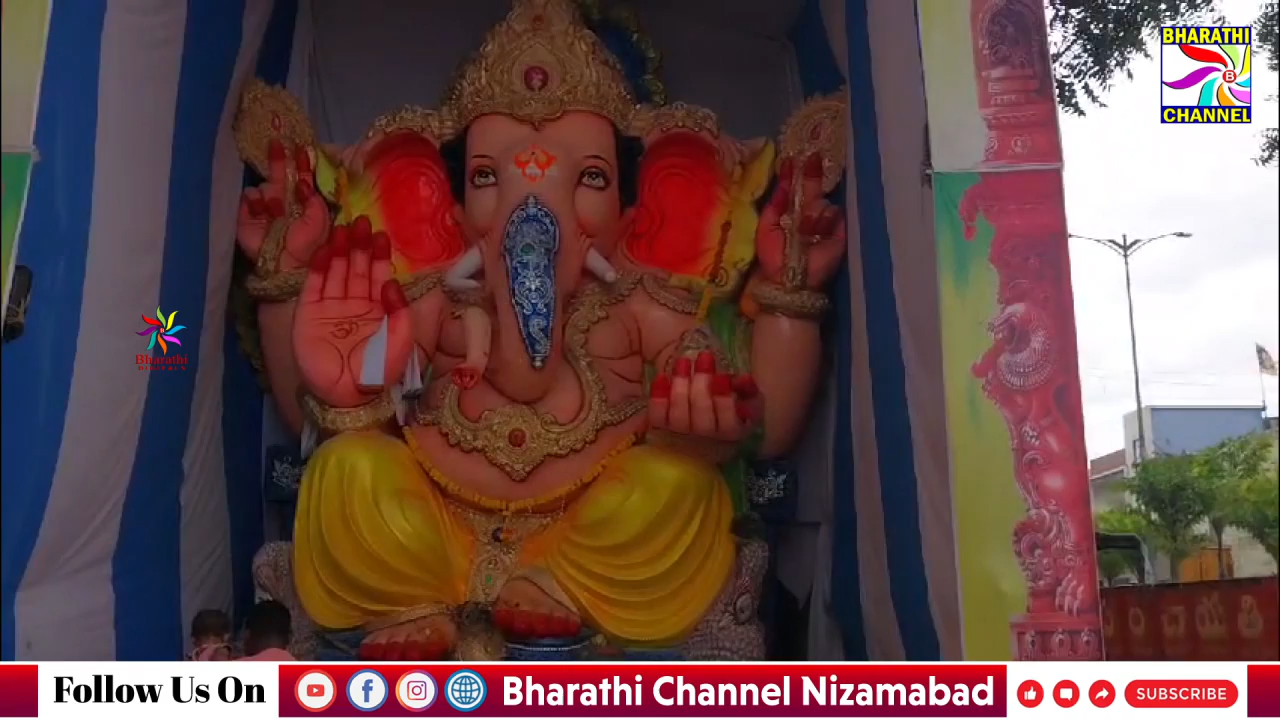 BHARATHI
B
CHANNEL
Bharathi
Follow Us On
Bharathi Channel Nizamabad
SUBSCRIBE